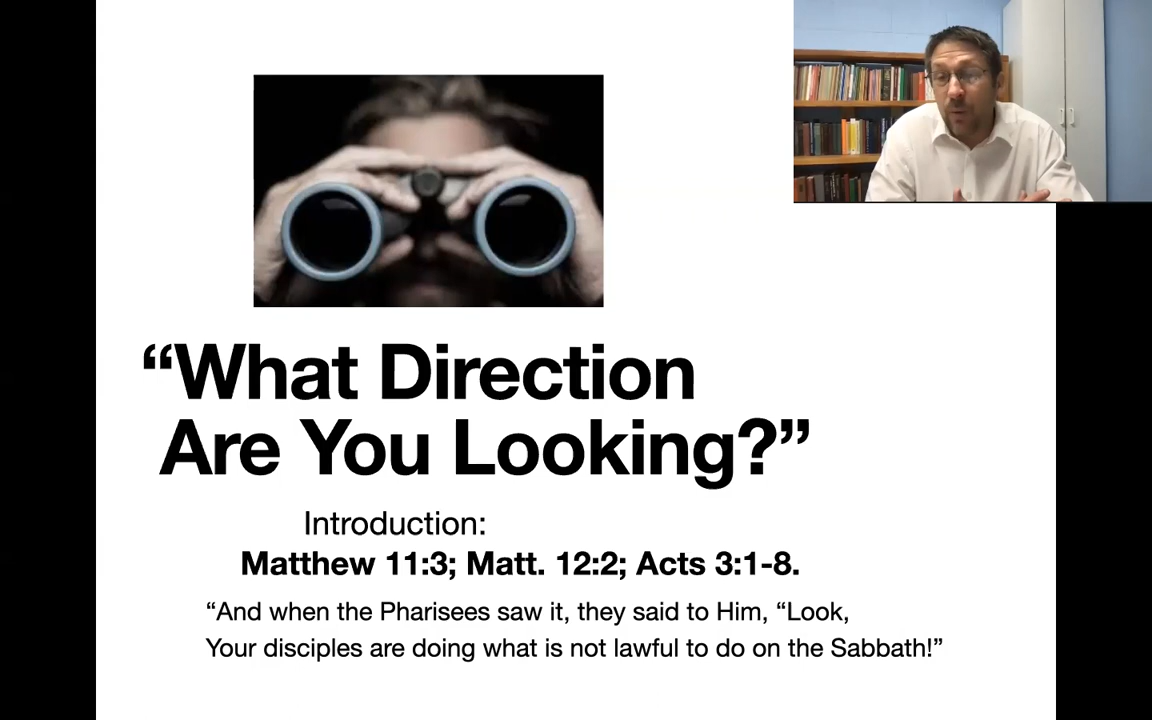 “What Direction
Are You Looking?”
Introduction:
Matthew 11:3; Matt. 12:2; Acts 3:1-8.
“And when the Pharisees saw it, they said to Him, “Look,
Your disciples are doing what is not lawful to do on the Sabbath!”